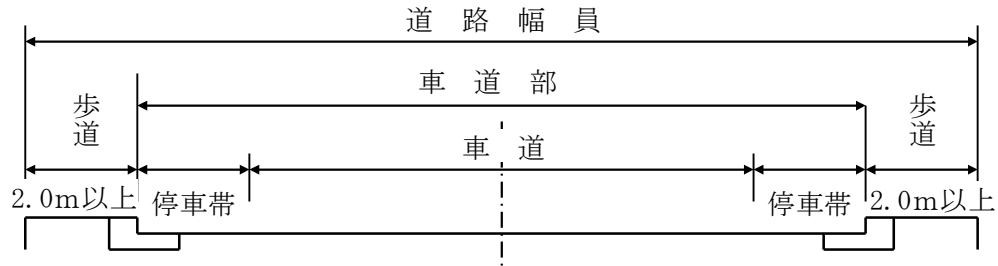 道路幅員
車道部
歩道
歩道
車道
2.0m以上
停車帯
停車帯
2.0m以上